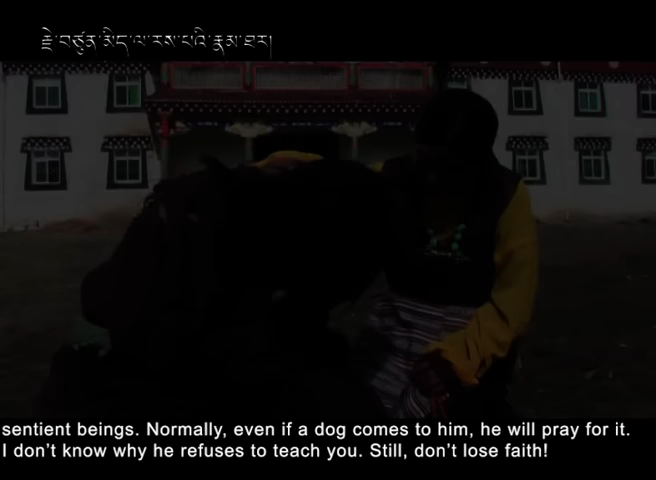 རྗེ་བཙུན་མིད་ལ་རས་པའི་རྣམ་ཐར།
sentient beings. Normally, even if a dog comes to him, he will pray for it.
I don't know why he refuses to teach you. Still, don't lose faith!